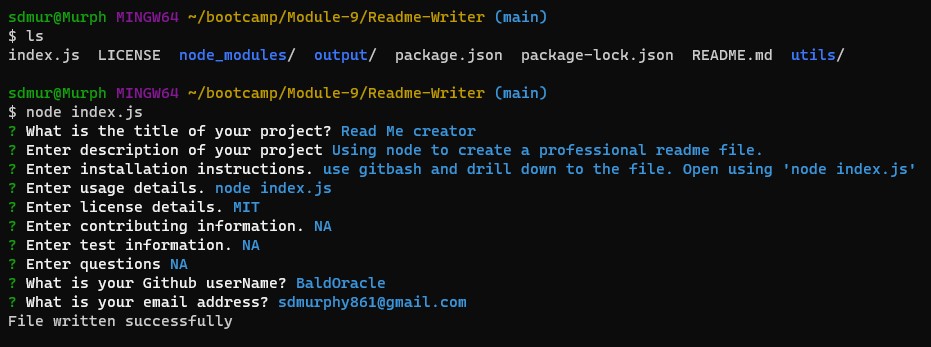 sdmur@Murph MINGW64 ~/bootcamp/Module-9/Readme-Writer (main)
$ ls
index.js  LICENSE  node_modules/  output/  package.json  package-lock.json  README.md  utils/
sdmur@Murph MINGW64 ~/bootcamp/Module-9/Readme-Writer (main)
$ node index.js
? What is the title of your project? Read Me creator
? Enter description of your project Using node to create a professional readme file.
? Enter installation instructions. use gitbash and drill down to the file. Open using 'node index.js'
? Enter usage details. node index.js
? Enter license details. MIT
? Enter contributing information. NA
? Enter test information. NA
? Enter questions NA
? What is your Github userName? BaldOracle
? What is your email address? sdmurphy861@gmail.com
File written successfully